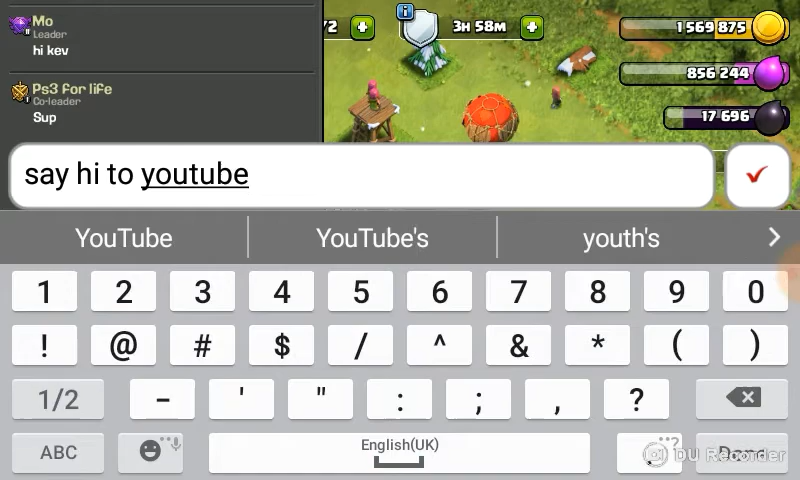 Mo
Leader
hi kev
Ps3 for life
Co-leader
Sup
/2
3H 58M
1 569 875
856 244
17 696
say hi to youtube
YouTube YouTube's youth's
1 2 3 4 5 6 7 8 9 0
! @ # $ / ^ & * ( )
1/2 - ' " : ; , ?
ABC English(UK) . Done
DU Recorder